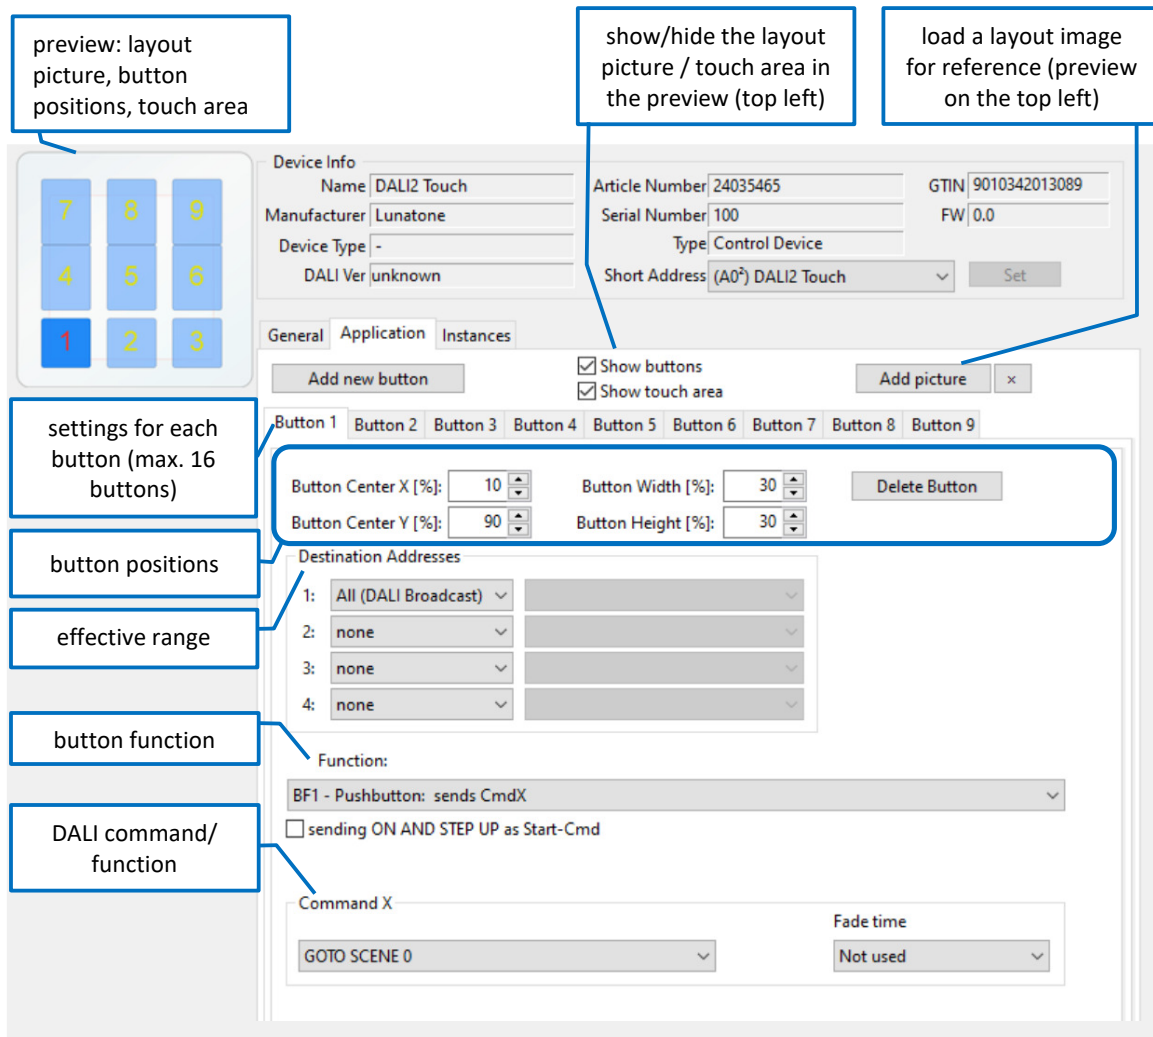 preview: layout
picture, button
positions, touch area
show/hide the layout
picture / touch area in
the preview (top left)
load a layout image
for reference (preview
on the top left)
7 8 9
4 5 6
1 2 3
Device Info
Name DALI2 Touch Article Number 24035465 GTIN 9010342013089
Manufacturer Lunatone Serial Number 100 FW 0.0
Device Type - Type Control Device
DALI Ver unknown Short Address (A0²) DALI2 Touch Set
General Application Instances
Add new button Show buttons Add picture ×
Show touch area
Button 1 Button 2 Button 3 Button 4 Button 5 Button 6 Button 7 Button 8 Button 9
settings for each
button (max. 16
buttons)
Button Center X [%]: 10 Button Width [%]: 30 Delete Button
Button Center Y [%]: 90 Button Height [%]: 30
button positions
Destination Addresses
1: All (DALI Broadcast)
2: none
3: none
4: none
effective range
button function
Function:
BF1 - Pushbutton: sends CmdX
sending ON AND STEP UP as Start-Cmd
DALI command/
function
Command X
Fade time
GOTO SCENE 0 Not used